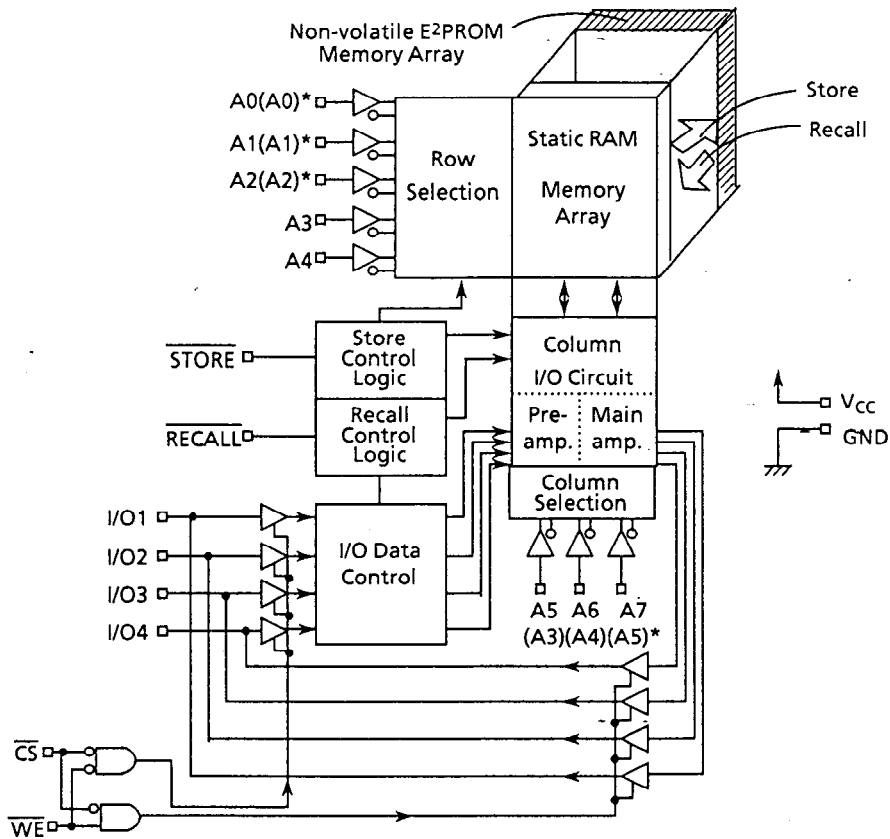 Non-volatile E²PROM
Memory Array
A0(A0)*
A1(A1)*
A2(A2)*
A3
A4
Row
Selection
Static RAM
Memory
Array
Store
Recall
STORE
RECALL
Store
Control
Logic
Recall
Control
Logic
Column
I/O Circuit
Pre-
amp.
Main
amp.
Column
Selection
VCC
GND
I/O1
I/O2
I/O3
I/O4
I/O Data
Control
A5 A6 A7
(A3)(A4)(A5)*
CS
WE